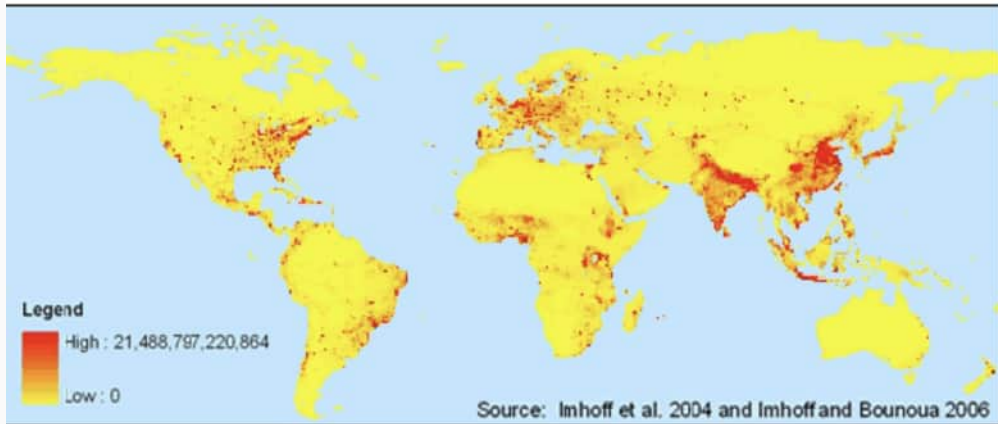 Legend
High : 21,488,797,220,864
Low : 0
Source: Imhoff et al. 2004 and Imhoff and Bounoua 2006